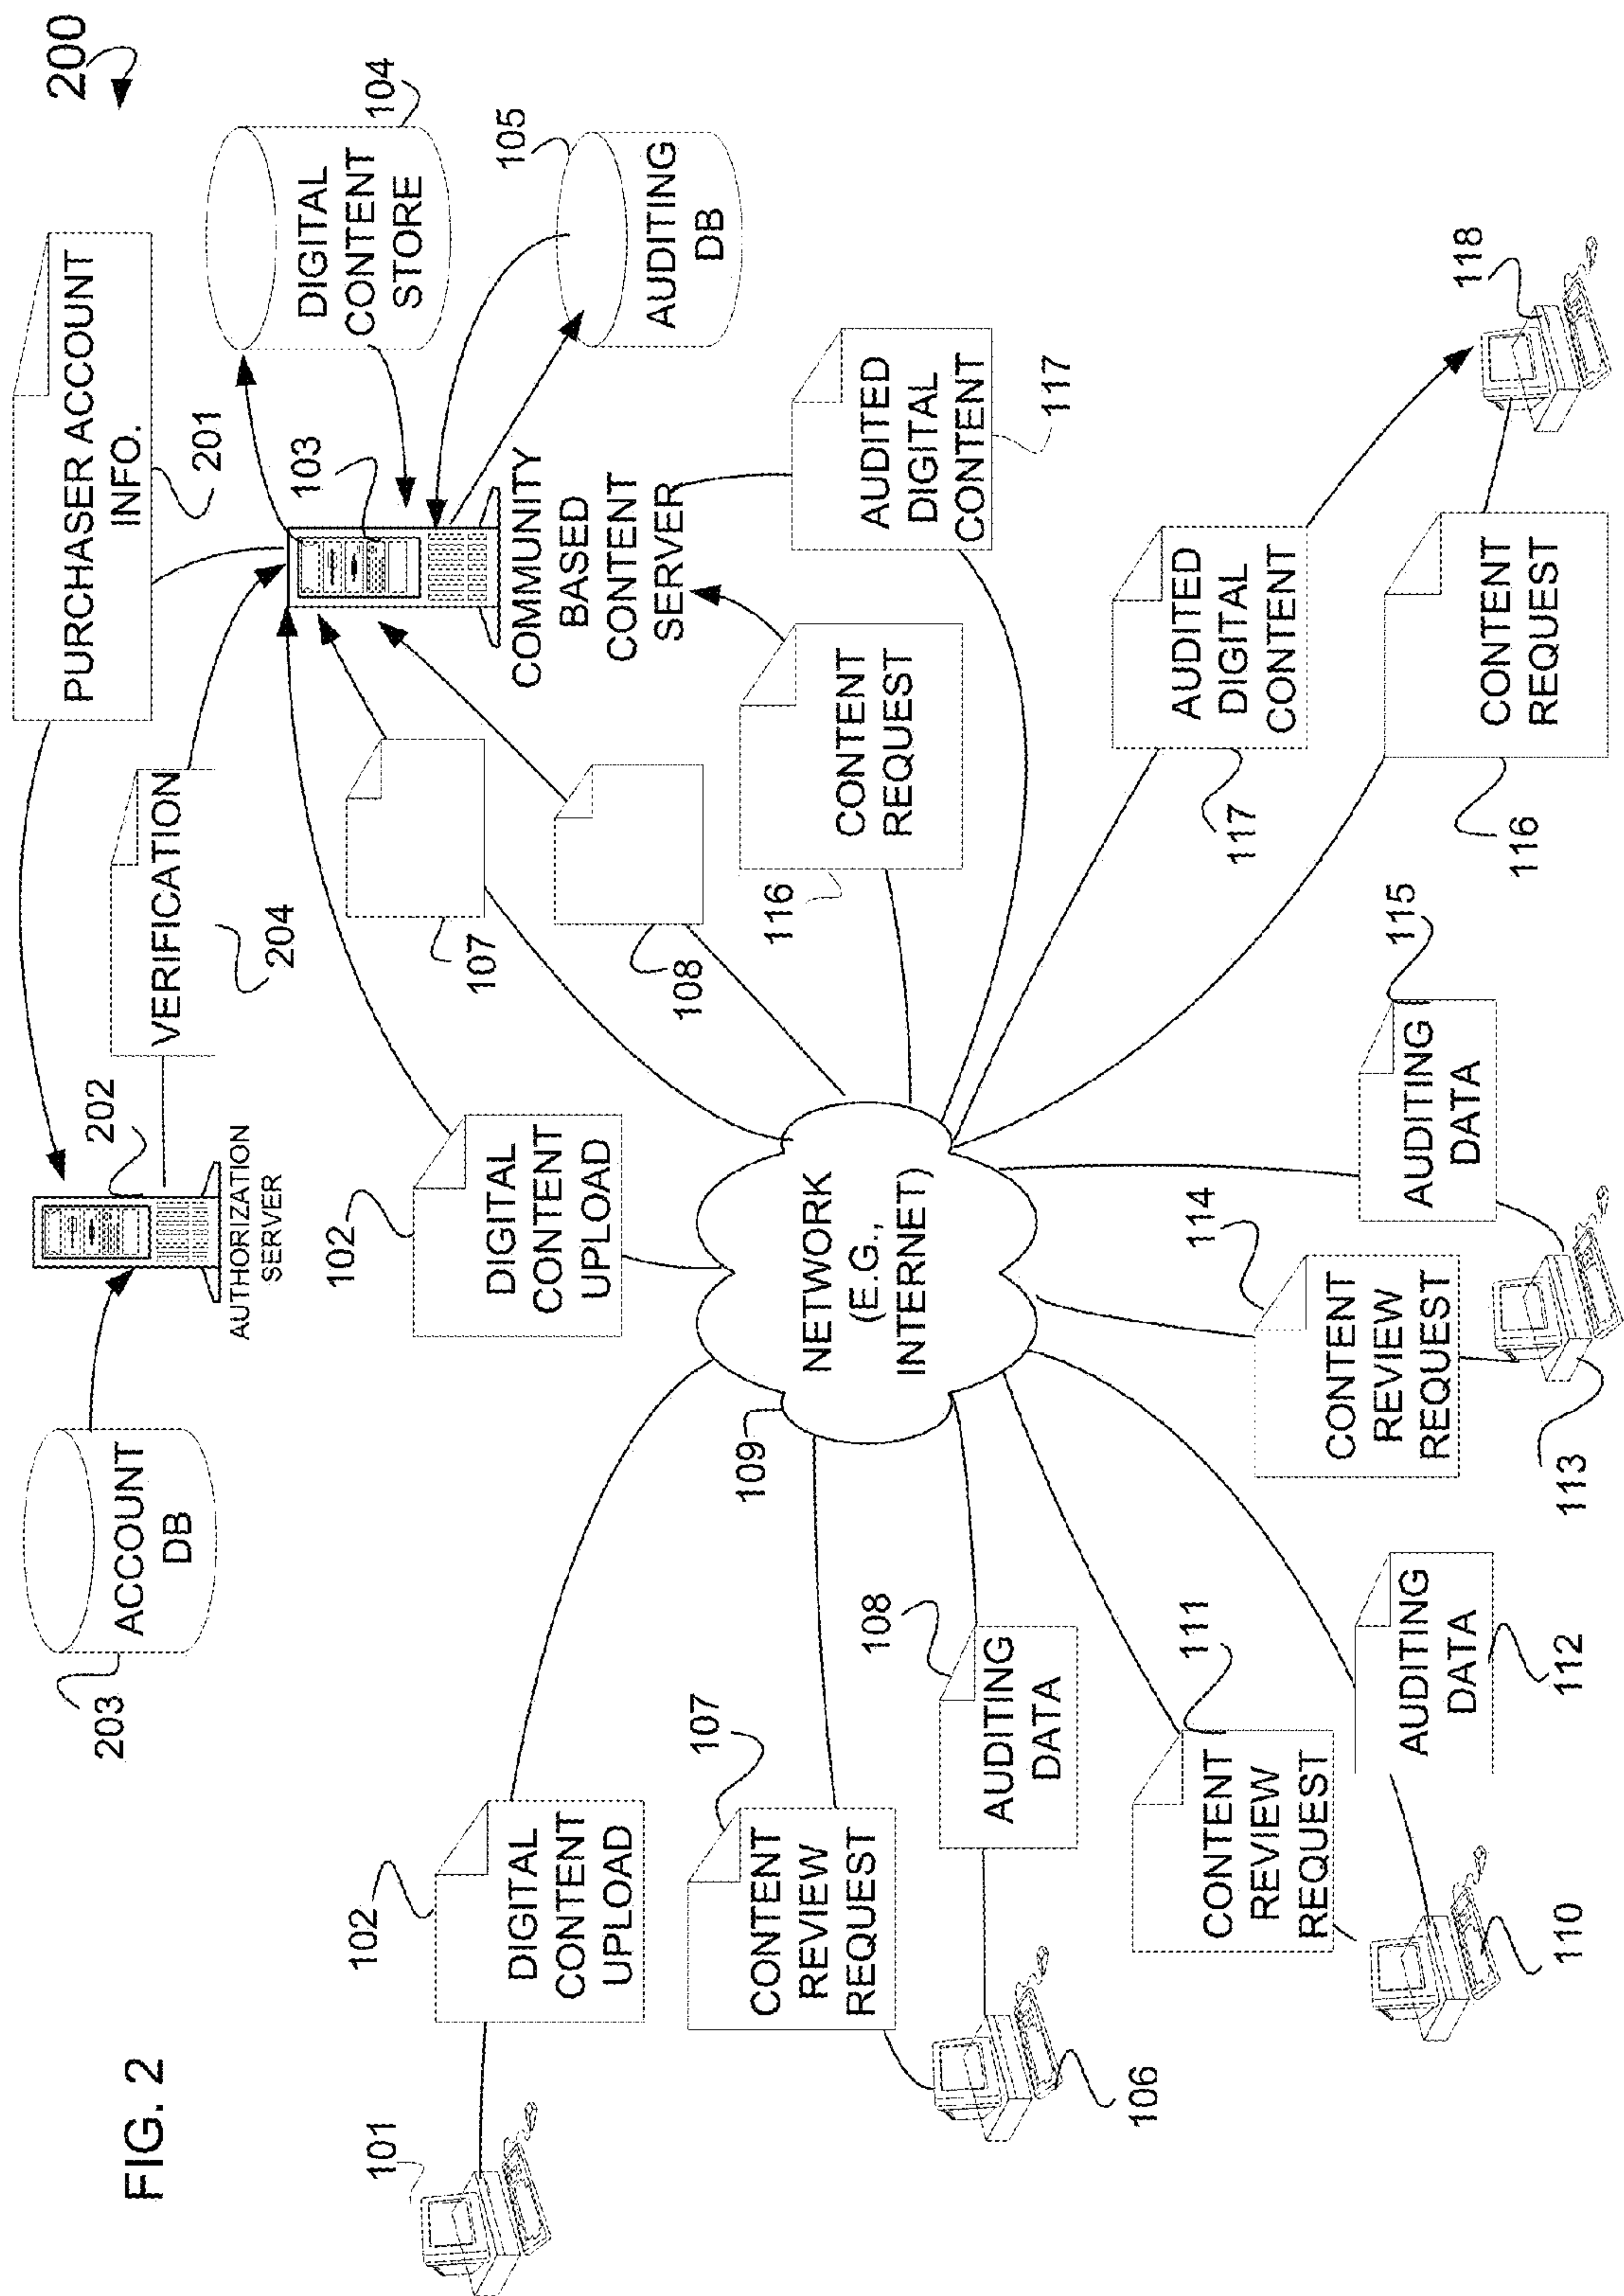 FIG. 2
200
203
ACCOUNT
DB
202
AUTHORIZATION
SERVER
VERIFICATION
204
PURCHASER ACCOUNT
INFO.
201
103
COMMUNITY
BASED
CONTENT
SERVER
DIGITAL
CONTENT
STORE
104
105
AUDITING
DB
101
102
DIGITAL
CONTENT
UPLOAD
102
DIGITAL
CONTENT
UPLOAD
107
108
116
CONTENT
REQUEST
AUDITED
DIGITAL
CONTENT
117
107
CONTENT
REVIEW
REQUEST
106
108
AUDITING
DATA
109
NETWORK
(E.G.,
INTERNET)
111
CONTENT
REVIEW
REQUEST
110
AUDITING
DATA
112
114
CONTENT
REVIEW
REQUEST
113
115
AUDITING
DATA
AUDITED
DIGITAL
CONTENT
117
CONTENT
REQUEST
116
118